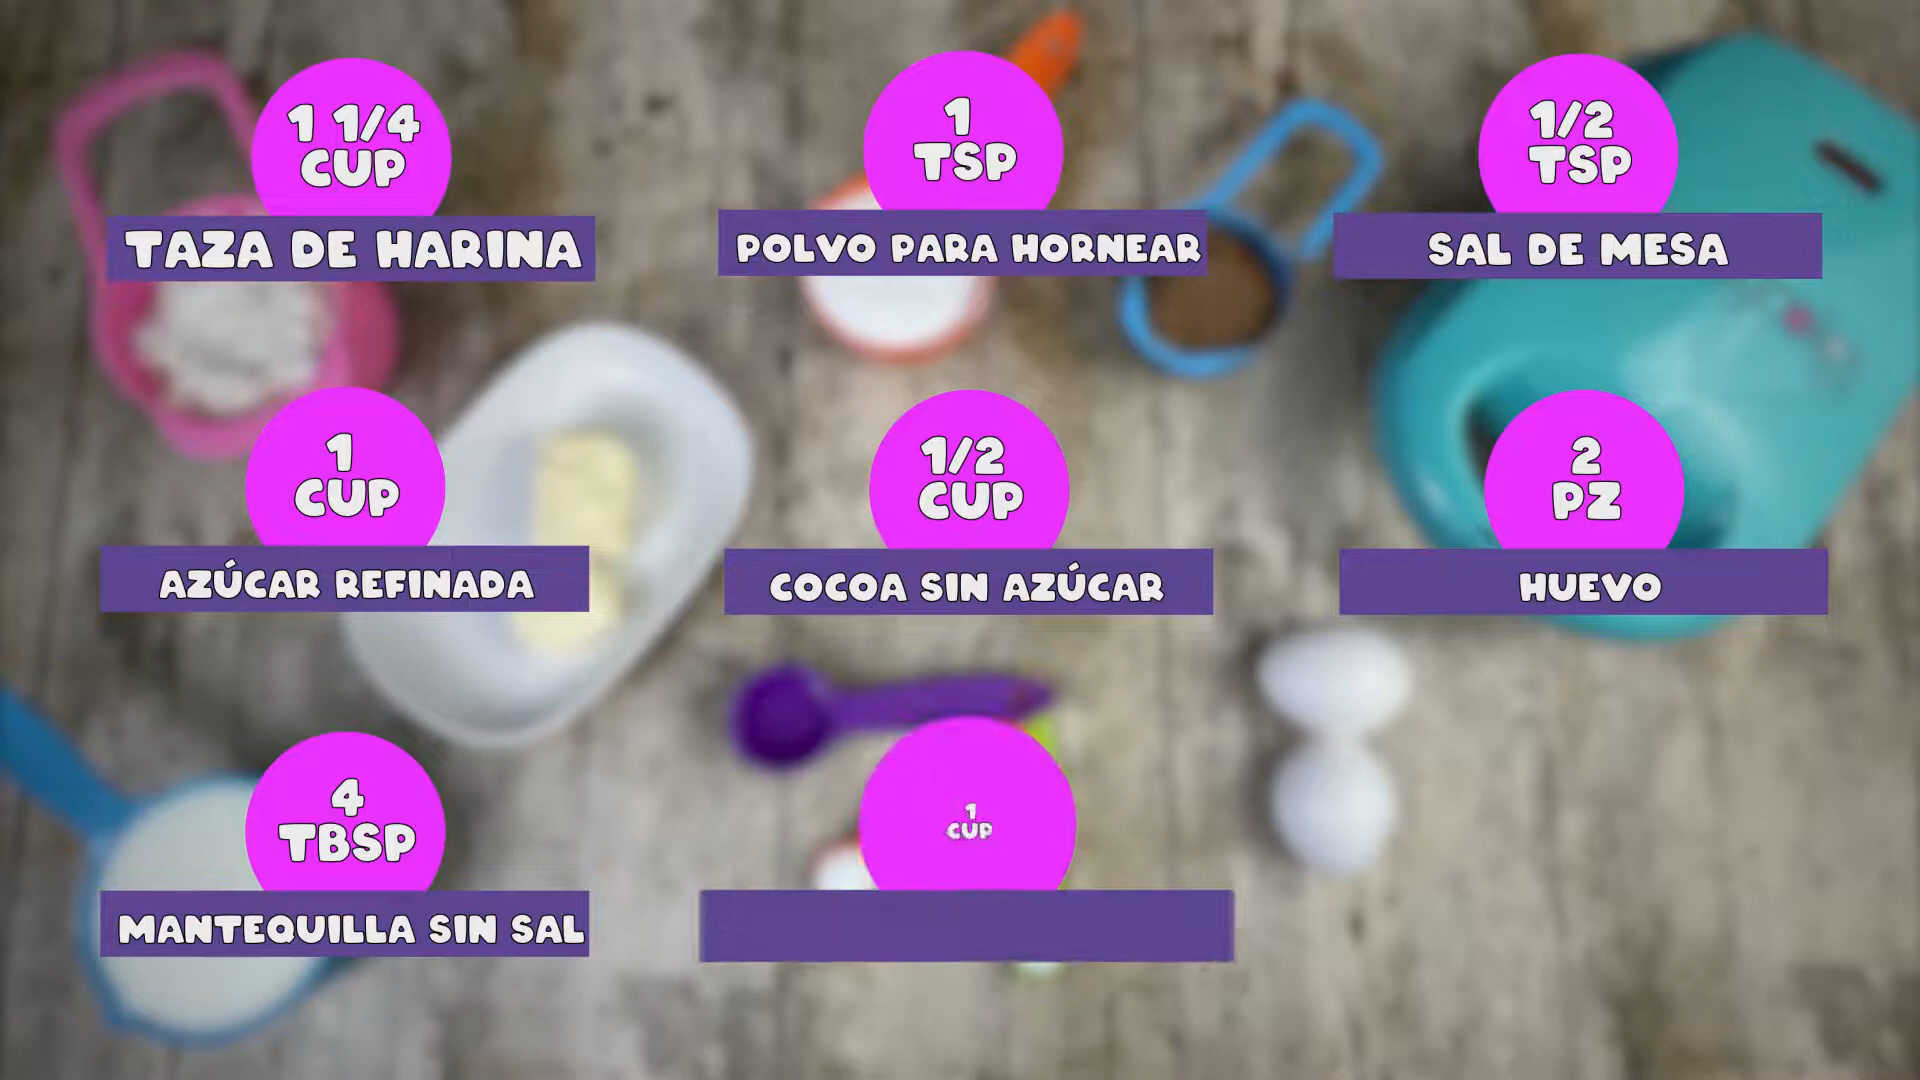 1 1/4
CUP
TAZA DE HARINA
1
TSP
POLVO PARA HORNEAR
1/2
TSP
SAL DE MESA
1
CUP
AZÚCAR REFINADA
1/2
CUP
COCOA SIN AZÚCAR
2
PZ
HUEVO
4
TBSP
MANTEQUILLA SIN SAL
1
CUP